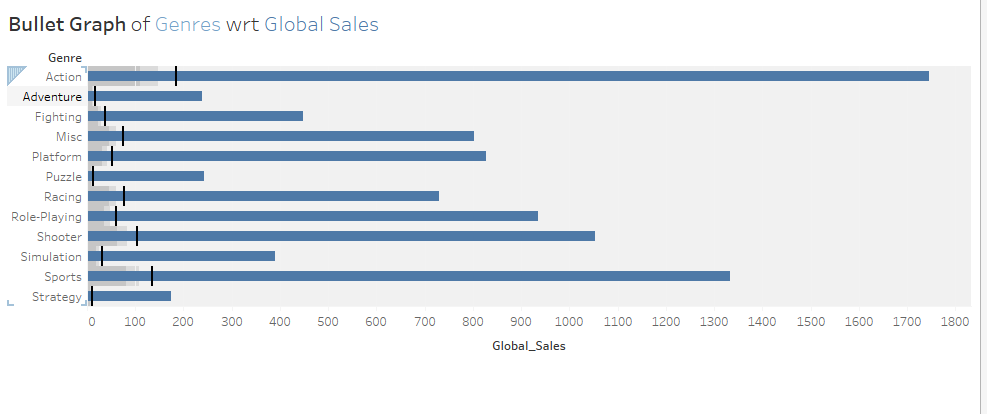 Bullet Graph of Genres wrt Global Sales
Genre
Action
Adventure
Fighting
Misc
Platform
Puzzle
Racing
Role-Playing
Shooter
Simulation
Sports
Strategy
0 100 200 300 400 500 600 700 800 900 1000 1100 1200 1300 1400 1500 1600 1700 1800
Global_Sales